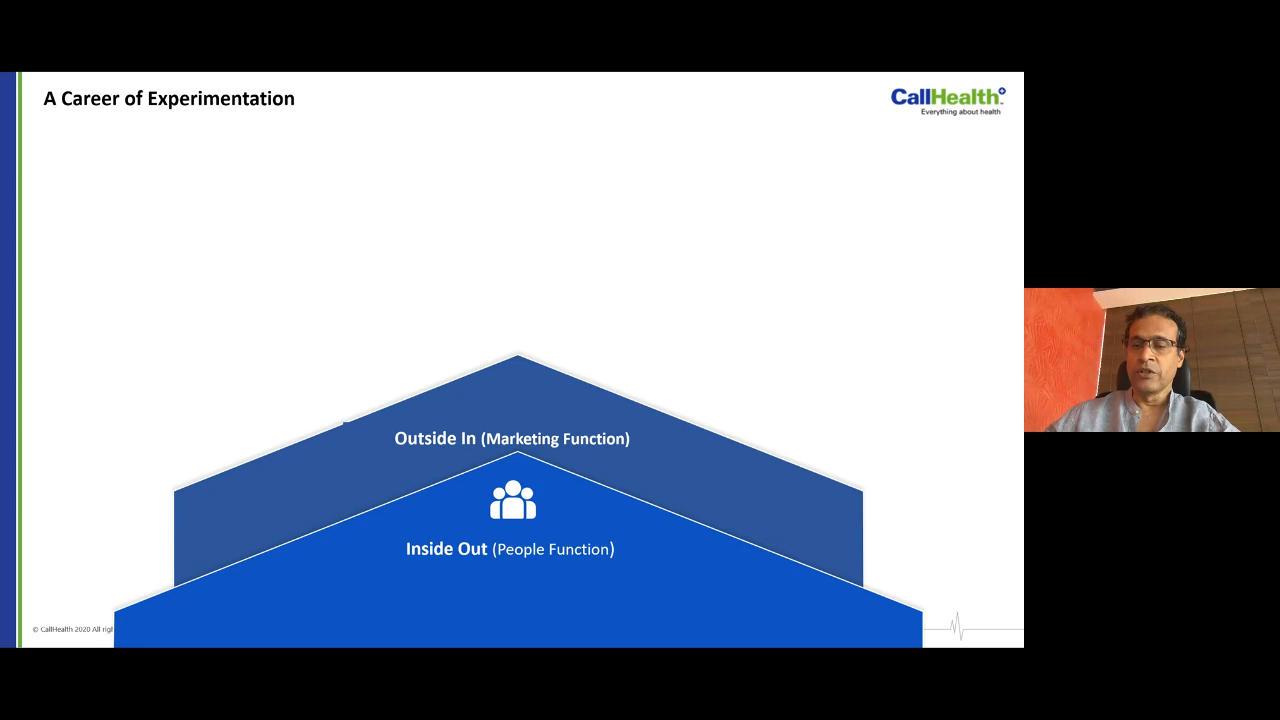 A Career of Experimentation
CallHealth
Everything about health
Outside In (Marketing Function)
Inside Out (People Function)
© CallHealth 2020 All